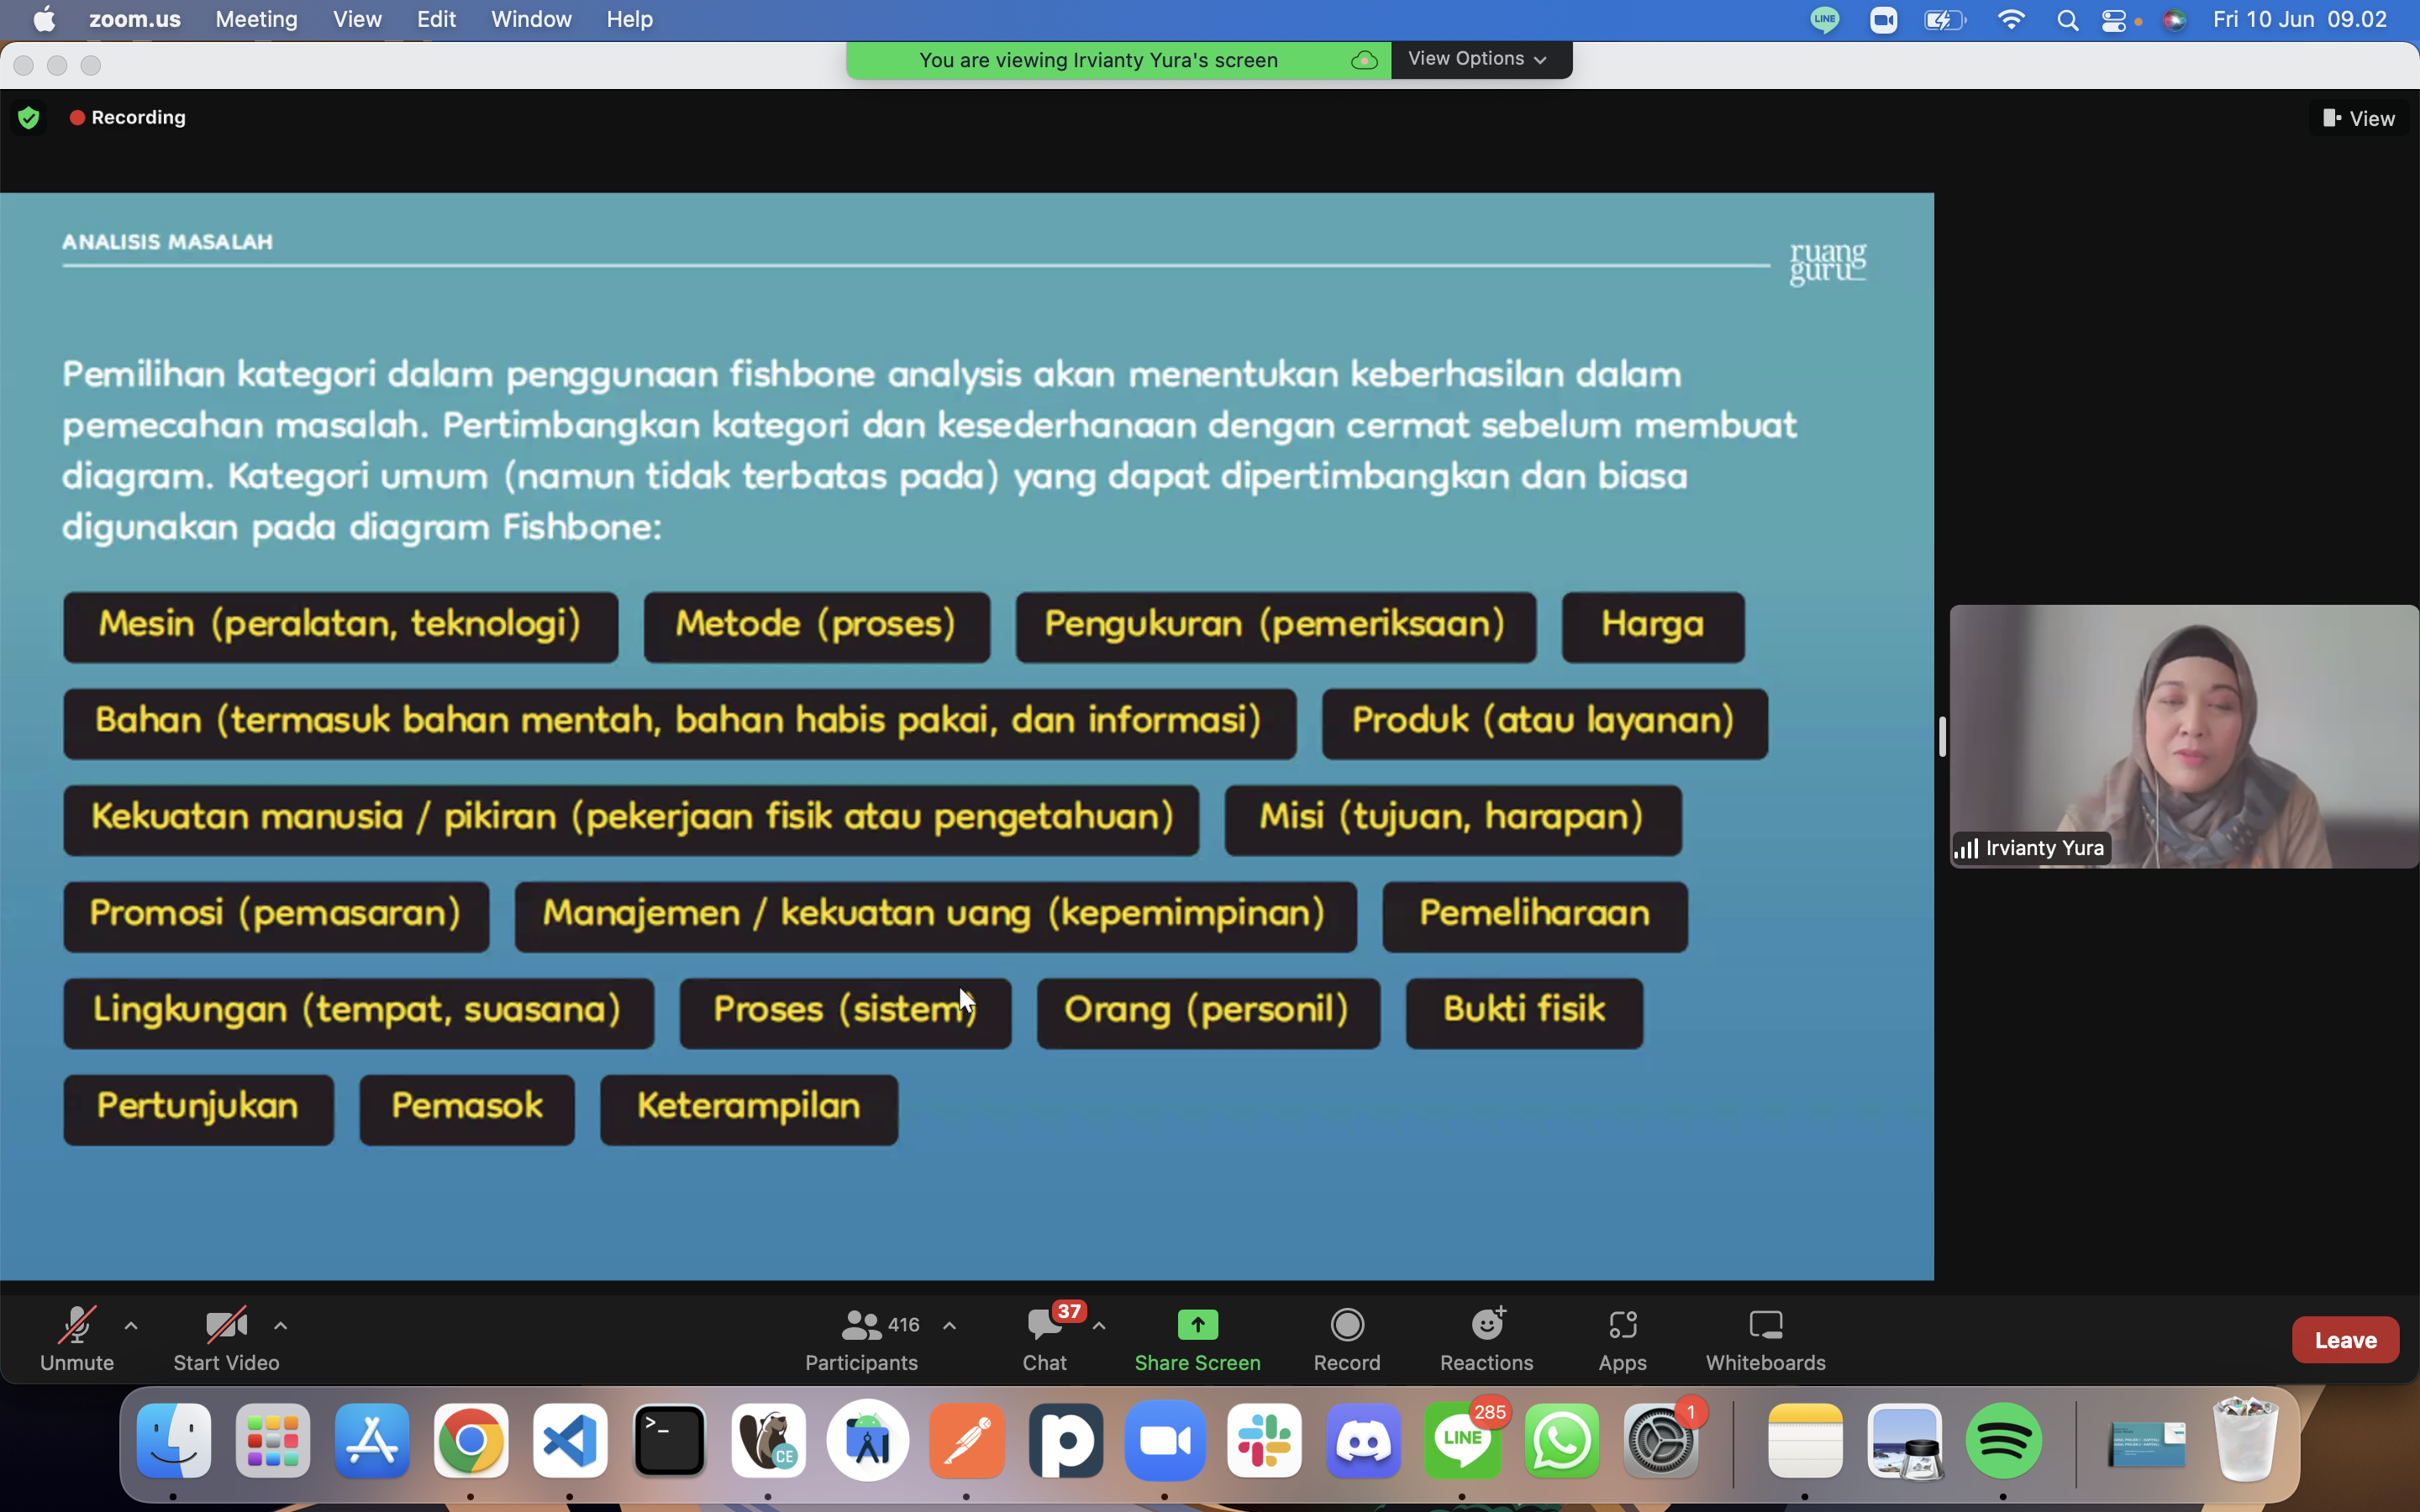 zoom.us Meeting View Edit Window Help LINE Fri 10 Jun 09.02
You are viewing Irvianty Yura's screen View Options
Recording View
ANALISIS MASALAH
ruang
guru
Pemilihan kategori dalam penggunaan fishbone analysis akan menentukan keberhasilan dalam
pemecahan masalah. Pertimbangkan kategori dan kesederhanaan dengan cermat sebelum membuat
diagram. Kategori umum (namun tidak terbatas pada) yang dapat dipertimbangkan dan biasa
digunakan pada diagram Fishbone:
Mesin (peralatan, teknologi) Metode (proses) Pengukuran (pemeriksaan) Harga
Bahan (termasuk bahan mentah, bahan habis pakai, dan informasi) Produk (atau layanan)
Kekuatan manusia / pikiran (pekerjaan fisik atau pengetahuan) Misi (tujuan, harapan)
Promosi (pemasaran) Manajemen / kekuatan uang (kepemimpinan) Pemeliharaan
Lingkungan (tempat, suasana) Proses (sistem) Orang (personil) Bukti fisik
Pertunjukan Pemasok Keterampilan
Irvianty Yura
416 37
Unmute Start Video Participants Chat Share Screen Record Reactions Apps Whiteboards Leave
>_ CE LINE 285 1